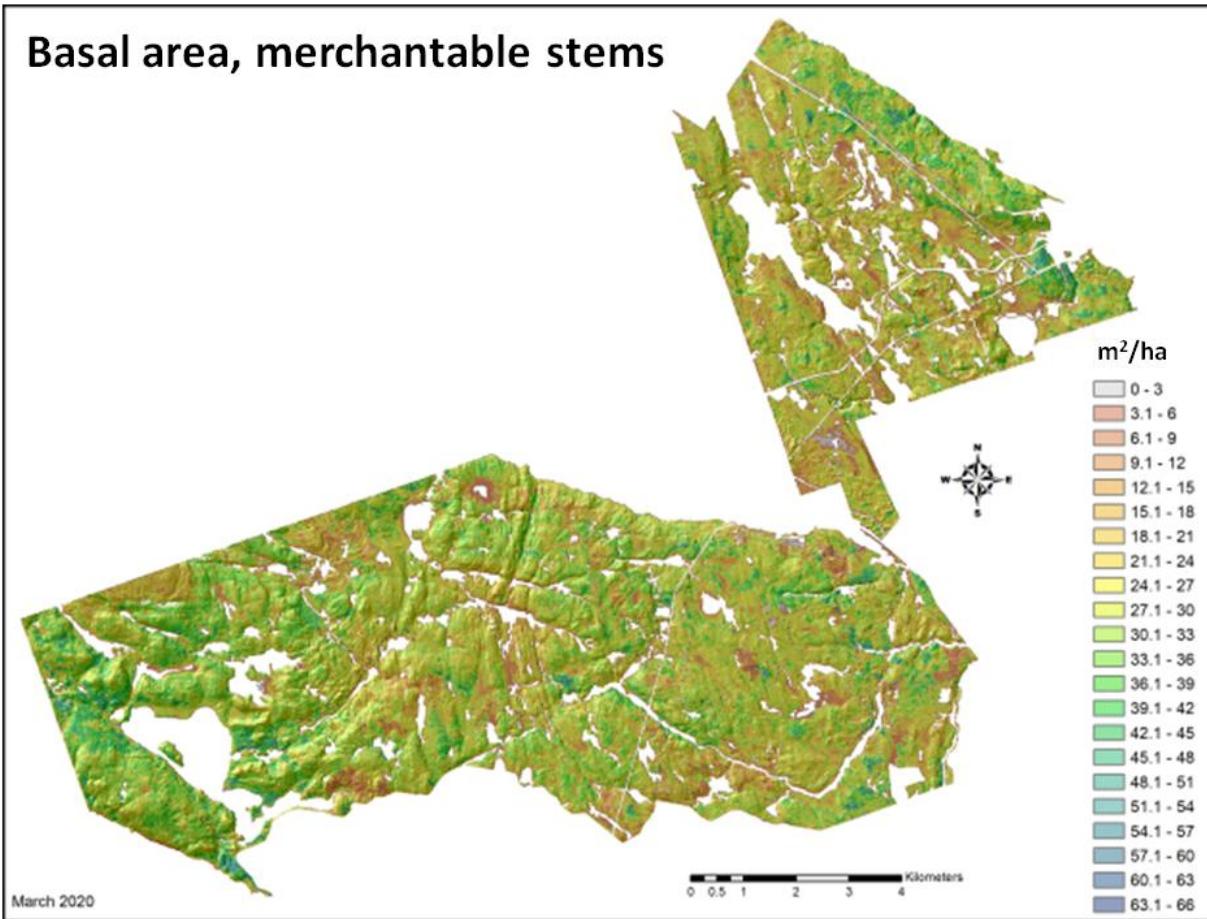 Basal area, merchantable stems
m²/ha
0 - 3
3.1 - 6
6.1 - 9
9.1 - 12
12.1 - 15
15.1 - 18
18.1 - 21
21.1 - 24
24.1 - 27
27.1 - 30
30.1 - 33
33.1 - 36
36.1 - 39
39.1 - 42
42.1 - 45
45.1 - 48
48.1 - 51
51.1 - 54
54.1 - 57
57.1 - 60
60.1 - 63
63.1 - 66
N
W E
S
Kilometers
0 0.5 1 2 3 4
March 2020